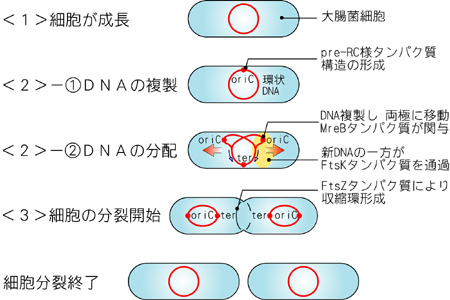 <1>細胞が成長
大腸菌細胞
pre-RC様タンパク質
構造の形成
<2>－①DNAの複製
oriC 環状
DNA
DNA複製し 両極に移動
MreBタンパク質が関与
oriC oriC
<2>－②DNAの分配
ter
新DNAの一方が
FtsKタンパク質を通過
FtsZタンパク質により
収縮環形成
<3>細胞の分裂開始
oriC ter ter oriC
細胞分裂終了